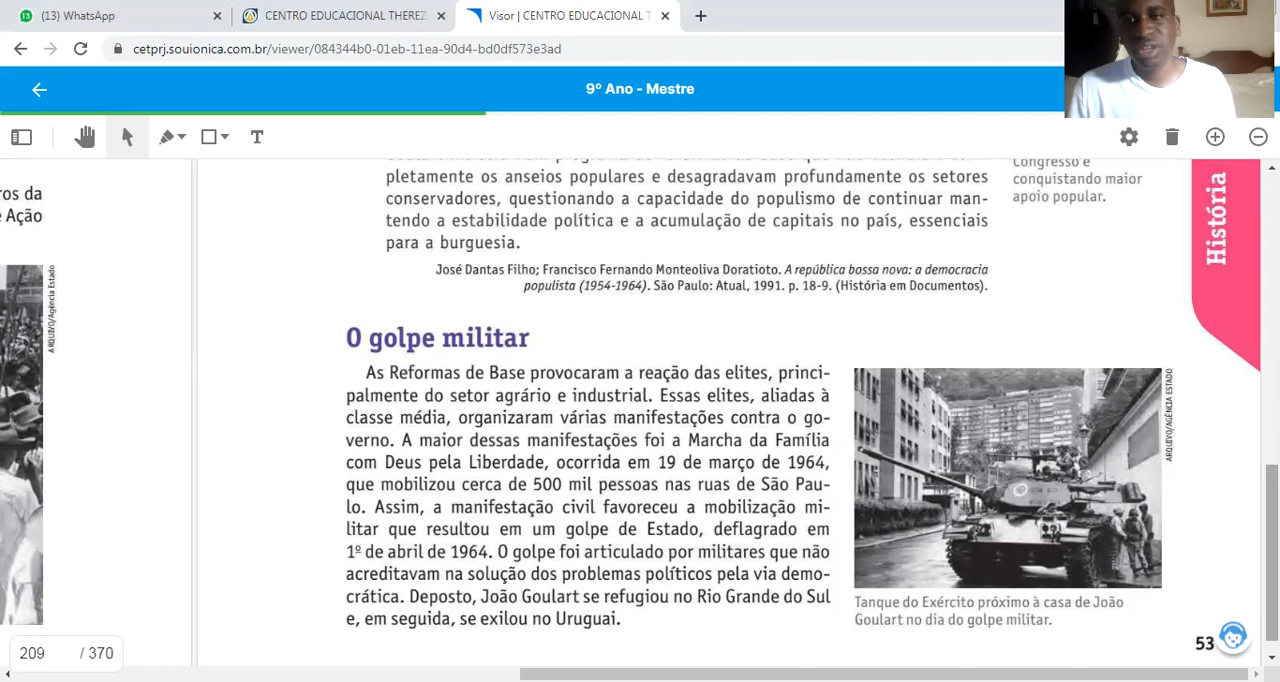 (13) WhatsApp
CENTRO EDUCACIONAL THEREZ
Visor | CENTRO EDUCACIONAL T
cetprj.souionica.com.br/viewer/084344b0-01eb-11ea-90d4-bd0df573e3ad
9º Ano - Mestre
T
ros da
e Ação
ARQUIVO/Agência Estado
pletamente os anseios populares e desagradavam profundamente os setores
conservadores, questionando a capacidade do populismo de continuar man-
tendo a estabilidade política e a acumulação de capitais no país, essenciais
para a burguesia.
José Dantas Filho; Francisco Fernando Monteoliva Doratioto. A república bossa nova: a democracia
populista (1954-1964). São Paulo: Atual, 1991. p. 18-9. (História em Documentos).
Congresso e
conquistando maior
apoio popular.
História
O golpe militar
As Reformas de Base provocaram a reação das elites, princi-
palmente do setor agrário e industrial. Essas elites, aliadas à
classe média, organizaram várias manifestações contra o go-
verno. A maior dessas manifestações foi a Marcha da Família
com Deus pela Liberdade, ocorrida em 19 de março de 1964,
que mobilizou cerca de 500 mil pessoas nas ruas de São Pau-
lo. Assim, a manifestação civil favoreceu a mobilização mi-
litar que resultou em um golpe de Estado, deflagrado em
1º de abril de 1964. O golpe foi articulado por militares que não
acreditavam na solução dos problemas políticos pela via demo-
crática. Deposto, João Goulart se refugiou no Rio Grande do Sul
e, em seguida, se exilou no Uruguai.
ARQUIVO/AGÊNCIA ESTADO
Tanque do Exército próximo à casa de João
Goulart no dia do golpe militar.
53
209 / 370